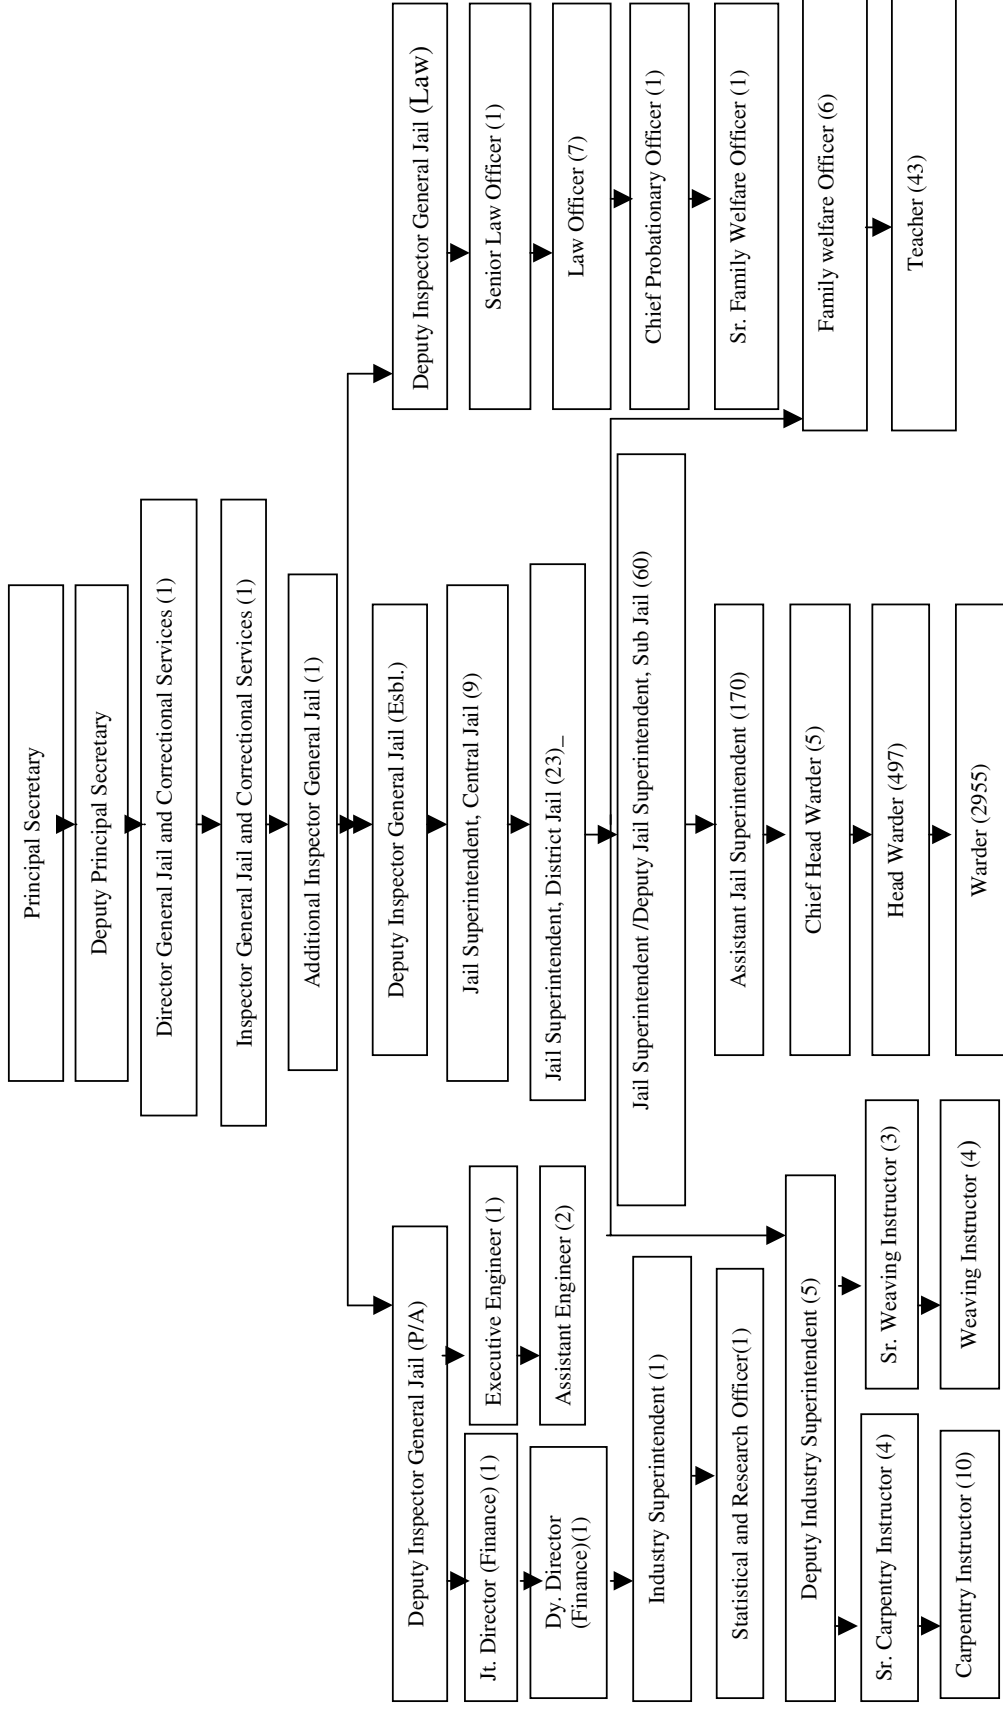 Principal Secretary
Deputy Principal Secretary
Director General Jail and Correctional Services (1)
Inspector General Jail and Correctional Services (1)
Additional Inspector General Jail (1)
Deputy Inspector General Jail (P/A)
Jt. Director (Finance) (1)
Dy. Director
(Finance)(1)
Executive Engineer (1)
Assistant Engineer (2)
Industry Superintendent (1)
Statistical and Research Officer(1)
Deputy Industry Superintendent (5)
Sr. Carpentry Instructor (4)
Carpentry Instructor (10)
Sr. Weaving Instructor (3)
Weaving Instructor (4)
Deputy Inspector General Jail (Esbl.)
Jail Superintendent, Central Jail (9)
Jail Superintendent, District Jail (23)_
Jail Superintendent /Deputy Jail Superintendent, Sub Jail (60)
Assistant Jail Superintendent (170)
Chief Head Warder (5)
Head Warder (497)
Warder (2955)
Deputy Inspector General Jail (Law)
Senior Law Officer (1)
Law Officer (7)
Chief Probationary Officer (1)
Sr. Family Welfare Officer (1)
Family welfare Officer (6)
Teacher (43)